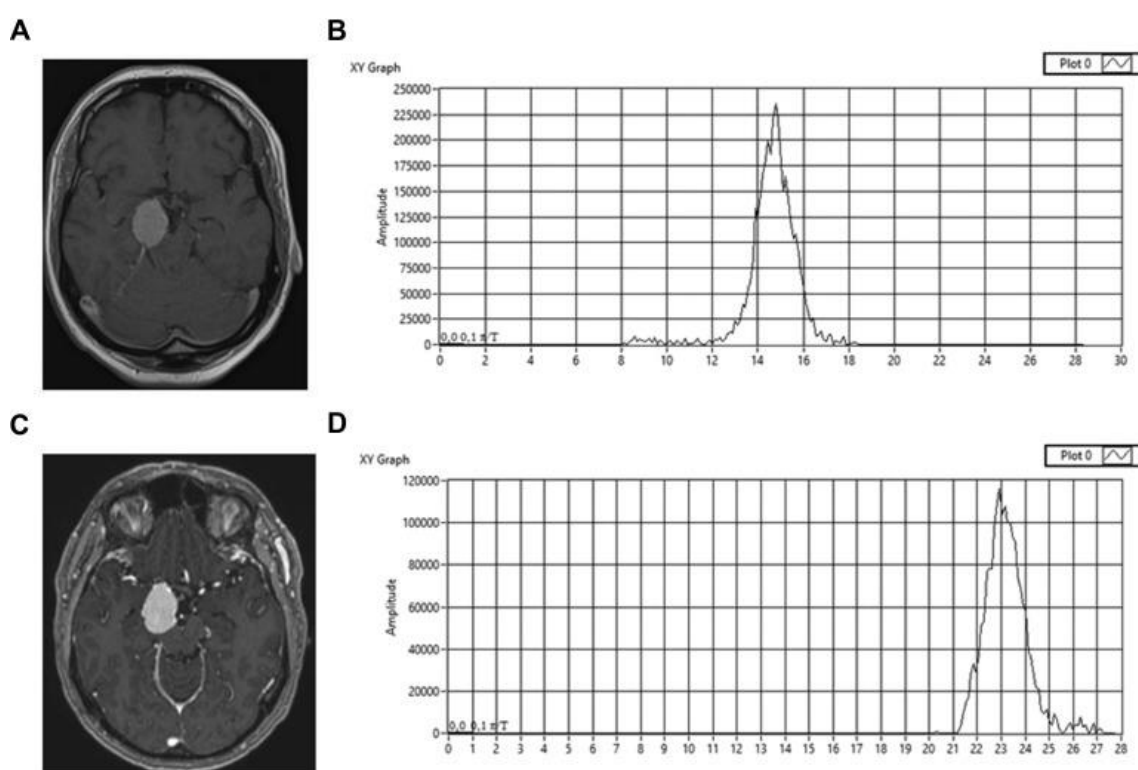 A
B
XY Graph
Plot 0
Amplitude
250000
225000
200000
175000
150000
125000
100000
75000
50000
25000
0
0,0 0,1 π/T
0 2 4 6 8 10 12 14 16 18 20 22 24 26 28 30
C
D
XY Graph
Plot 0
Amplitude
120000
100000
80000
60000
40000
20000
0
0,0 0,1 π/T
0 1 2 3 4 5 6 7 8 9 10 11 12 13 14 15 16 17 18 19 20 21 22 23 24 25 26 27 28